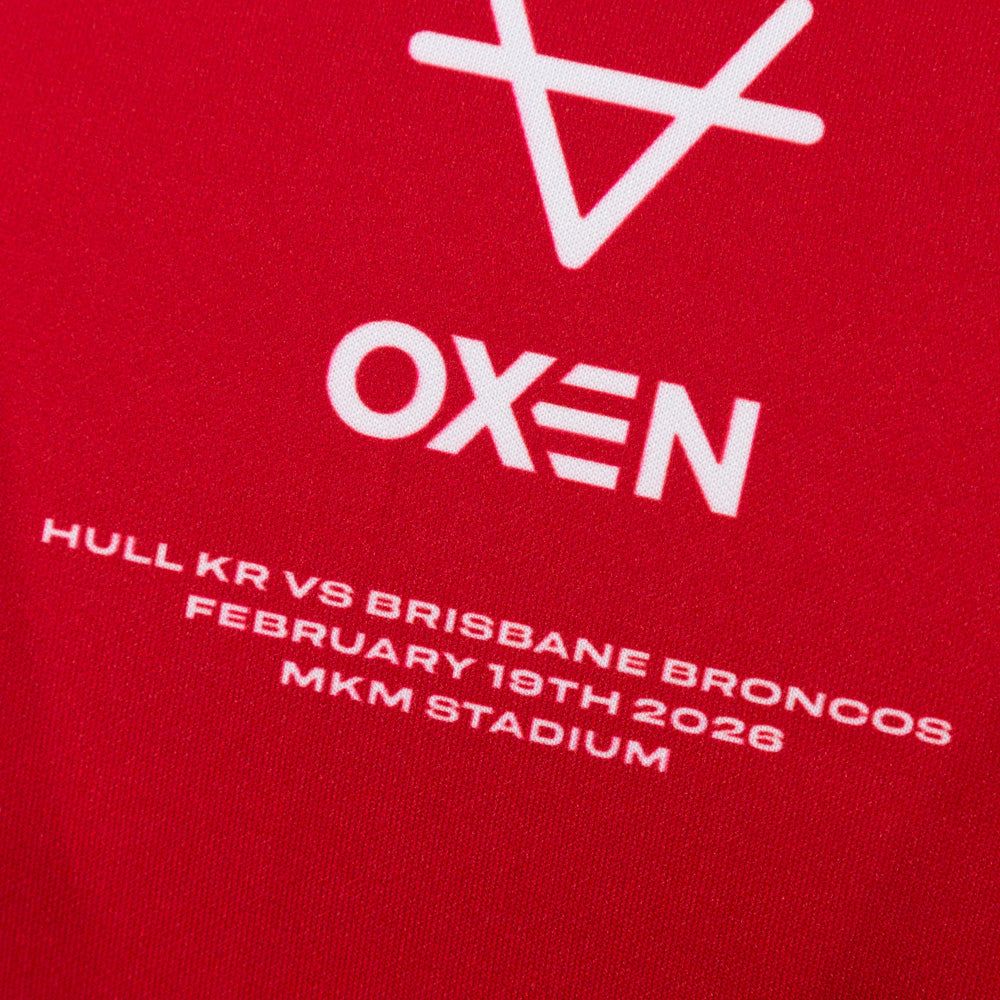 OXEN
HULL KR VS BRISBANE BRONCOS
FEBRUARY 19TH 2026
MKM STADIUM